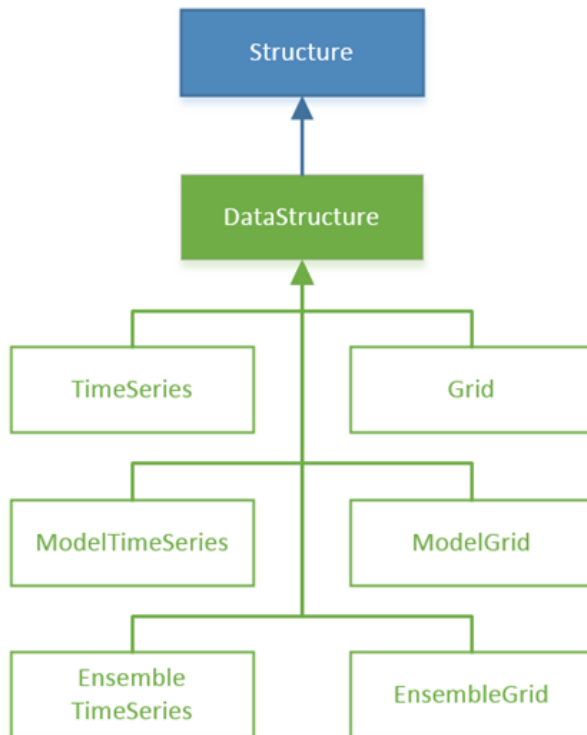 Structure
DataStructure
TimeSeries
Grid
ModelTimeSeries
ModelGrid
Ensemble
TimeSeries
EnsembleGrid